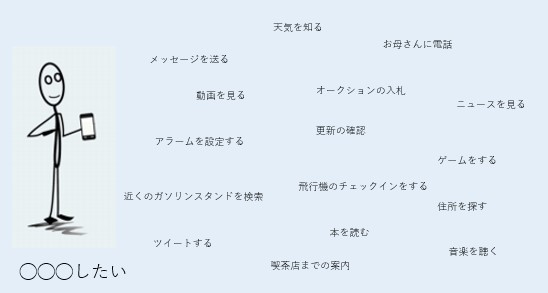 天気を知る
お母さんに電話
メッセージを送る
動画を見る
オークションの入札
ニュースを見る
更新の確認
アラームを設定する
ゲームをする
飛行機のチェックインをする
近くのガソリンスタンドを検索
住所を探す
本を読む
ツイートする
音楽を聴く
喫茶店までの案内
◯◯◯したい